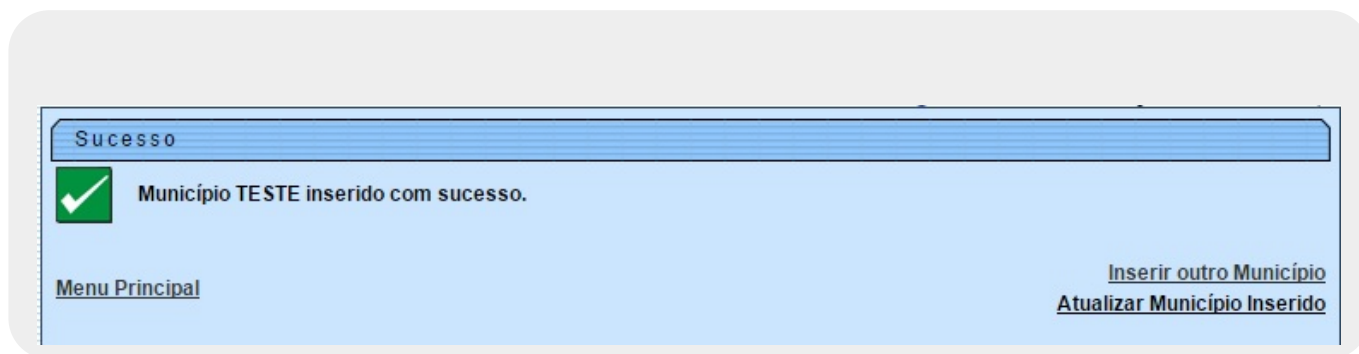 Sucesso
Município TESTE inserido com sucesso.
Menu Principal
Inserir outro Município
Atualizar Município Inserido